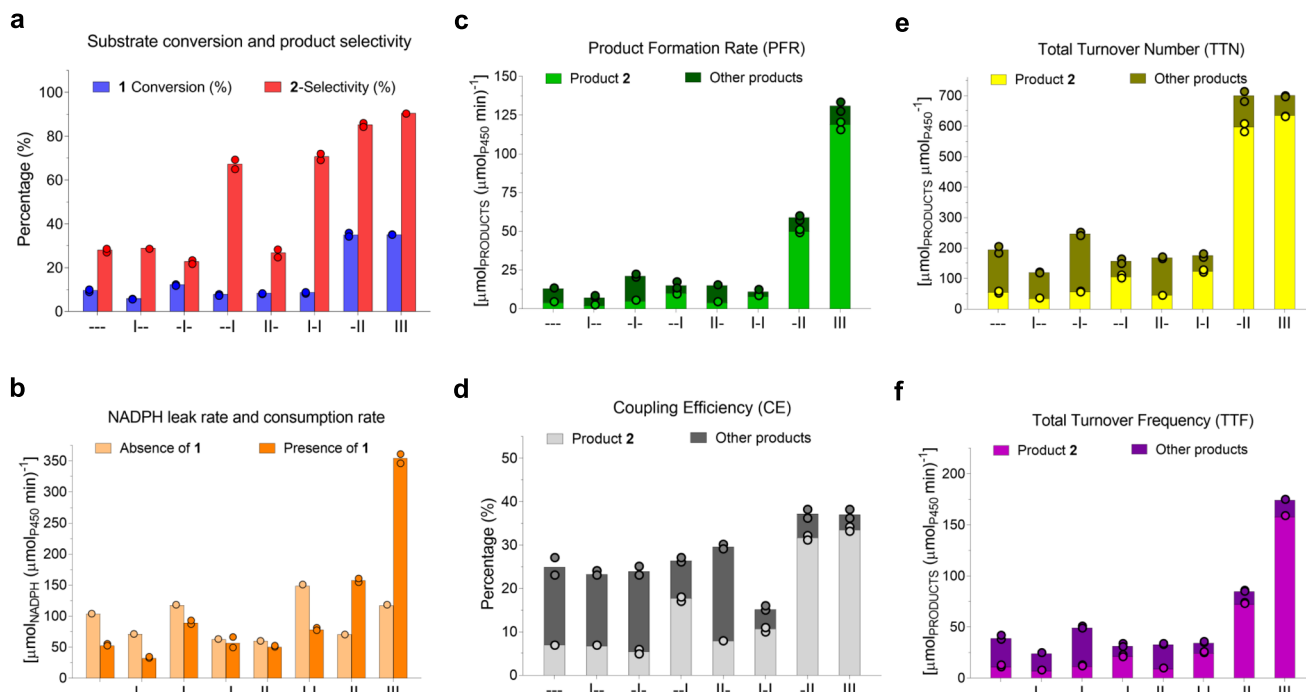 a
Substrate conversion and product selectivity
1 Conversion (%)
2-Selectivity (%)
Percentage (%)
100
80
60
40
20
0
---
I--
-I-
--I
II-
I-I
-II
III
b
NADPH leak rate and consumption rate
Absence of 1
Presence of 1
[µmolNADPH (µmolP450 min)-1]
350
300
250
200
150
100
50
0
c
Product Formation Rate (PFR)
Product 2
Other products
[µmolPRODUCTS (µmolP450 min)-1]
150
125
100
75
50
25
0
---
I--
-I-
--I
II-
I-I
-II
III
d
Coupling Efficiency (CE)
Product 2
Other products
Percentage (%)
50
40
30
20
10
0
---
I--
-I-
--I
II-
I-I
-II
III
e
Total Turnover Number (TTN)
Product 2
Other products
[µmolPRODUCTS µmolP450-1]
700
600
500
400
300
200
100
0
---
I--
-I-
--I
II-
I-I
-II
III
f
Total Turnover Frequency (TTF)
Product 2
Other products
[µmolPRODUCTS (µmolP450 min)-1]
200
150
100
50
0